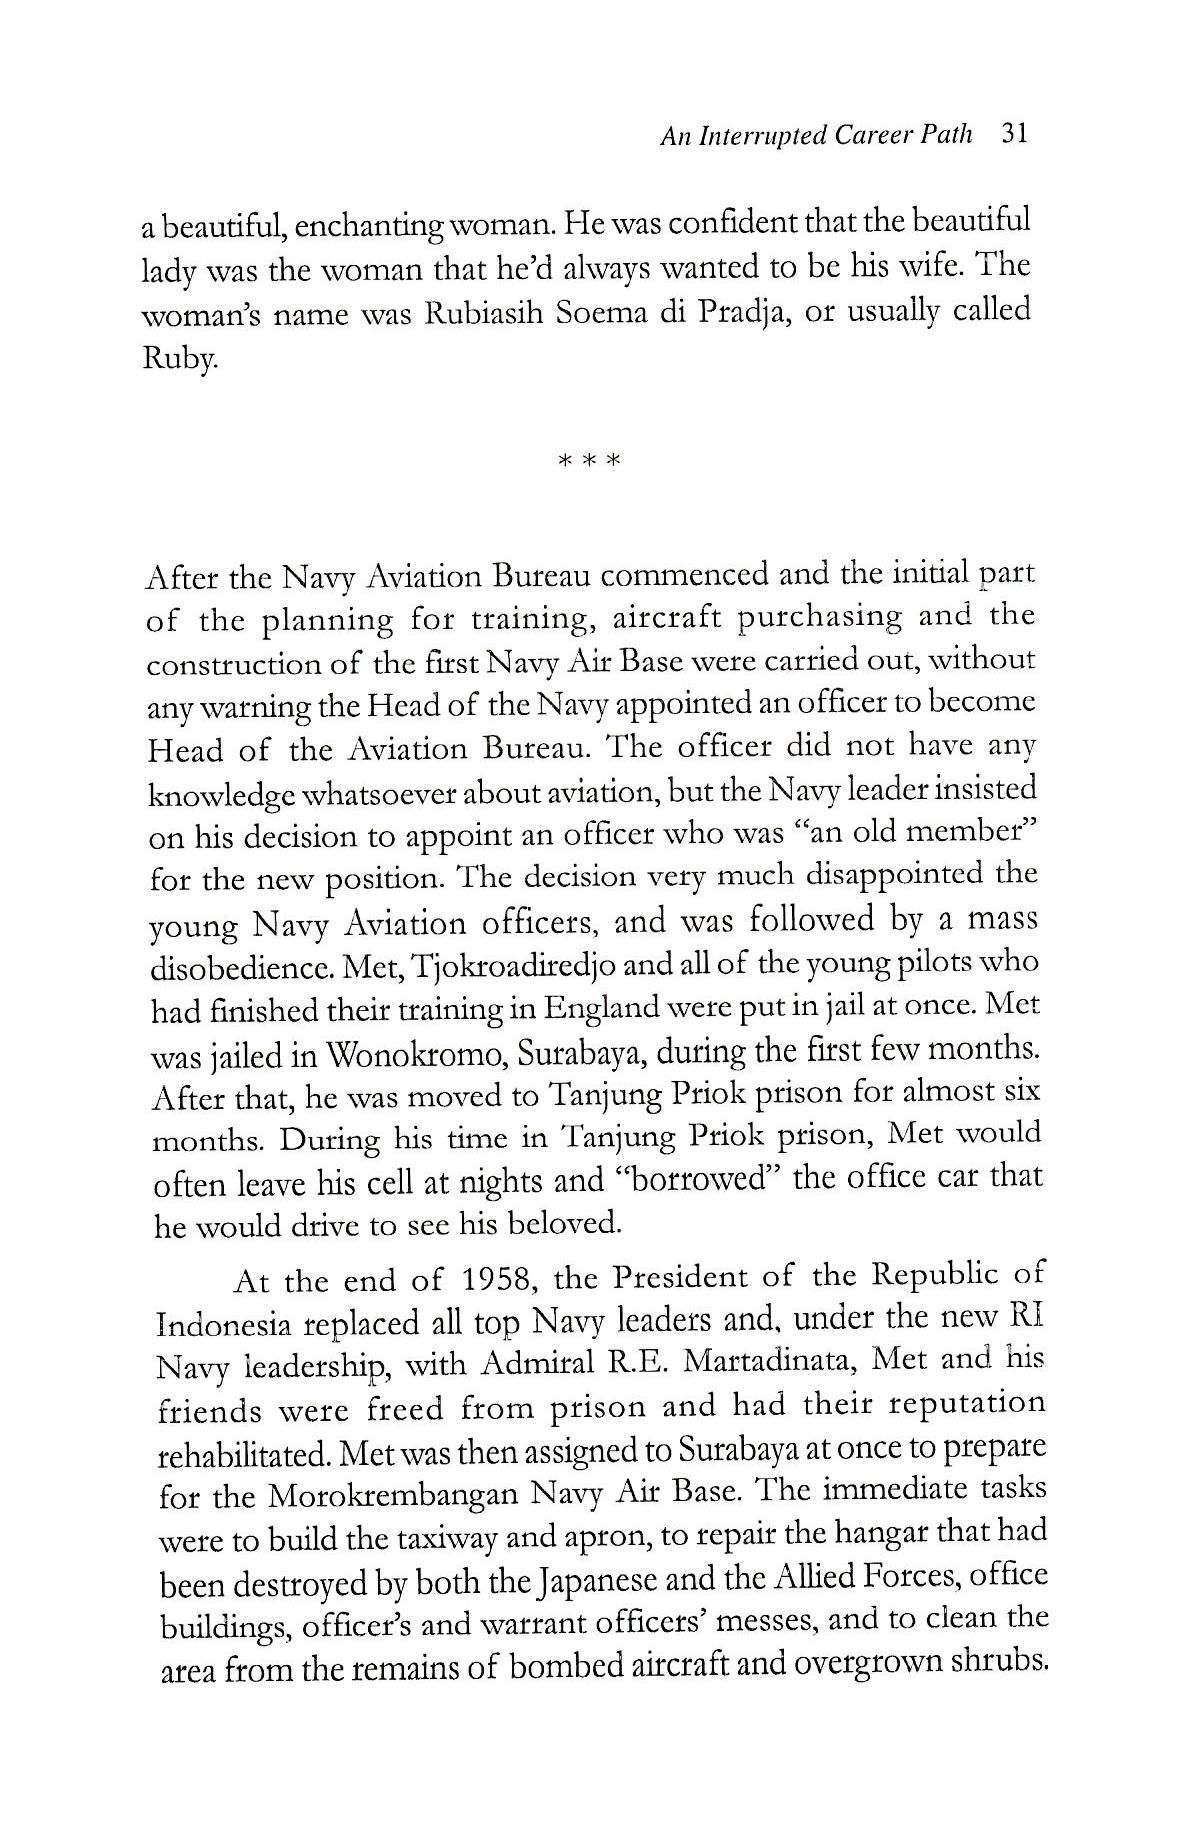 An Interrupted Career Path 31
a beautiful, enchanting woman. He was confident that the beautiful
lady was the woman that he'd always wanted to be his wife. The
woman's name was Rubiasih Soema di Pradja, or usually called
Ruby.
* * *
After the Navy Aviation Bureau commenced and the initial part
of the planning for training, aircraft purchasing and the
construction of the first Navy Air Base were carried out, without
any warning the Head of the Navy appointed an officer to become
Head of the Aviation Bureau. The officer did not have any
knowledge whatsoever about aviation, but the Navy leader insisted
on his decision to appoint an officer who was “an old member”
for the new position. The decision very much disappointed the
young Navy Aviation officers, and was followed by a mass
disobedience. Met, Tjokroadiredjo and all of the young pilots who
had finished their training in England were put in jail at once. Met
was jailed in Wonokromo, Surabaya, during the first few months.
After that, he was moved to Tanjung Priok prison for almost six
months. During his time in Tanjung Priok prison, Met would
often leave his cell at nights and “borrowed” the office car that
he would drive to see his beloved.
At the end of 1958, the President of the Republic of
Indonesia replaced all top Navy leaders and, under the new RI
Navy leadership, with Admiral R.E. Martadinata, Met and his
friends were freed from prison and had their reputation
rehabilitated. Met was then assigned to Surabaya at once to prepare
for the Morokrembangan Navy Air Base. The immediate tasks
were to build the taxiway and apron, to repair the hangar that had
been destroyed by both the Japanese and the Allied Forces, office
buildings, officer's and warrant officers' messes, and to clean the
area from the remains of bombed aircraft and overgrown shrubs.